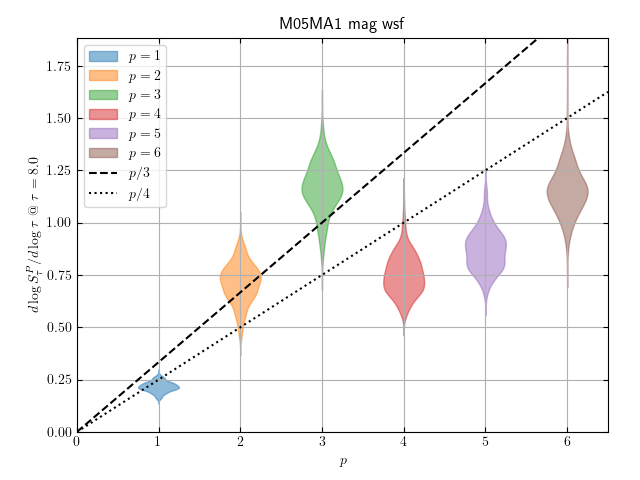 M05MA1 mag wsf
d log S_τ^p / d log τ @ τ = 8.0
1.75
1.50
1.25
1.00
0.75
0.50
0.25
0.00
p = 1
p = 2
p = 3
p = 4
p = 5
p = 6
p/3
p/4
0 1 2 3 4 5 6
p